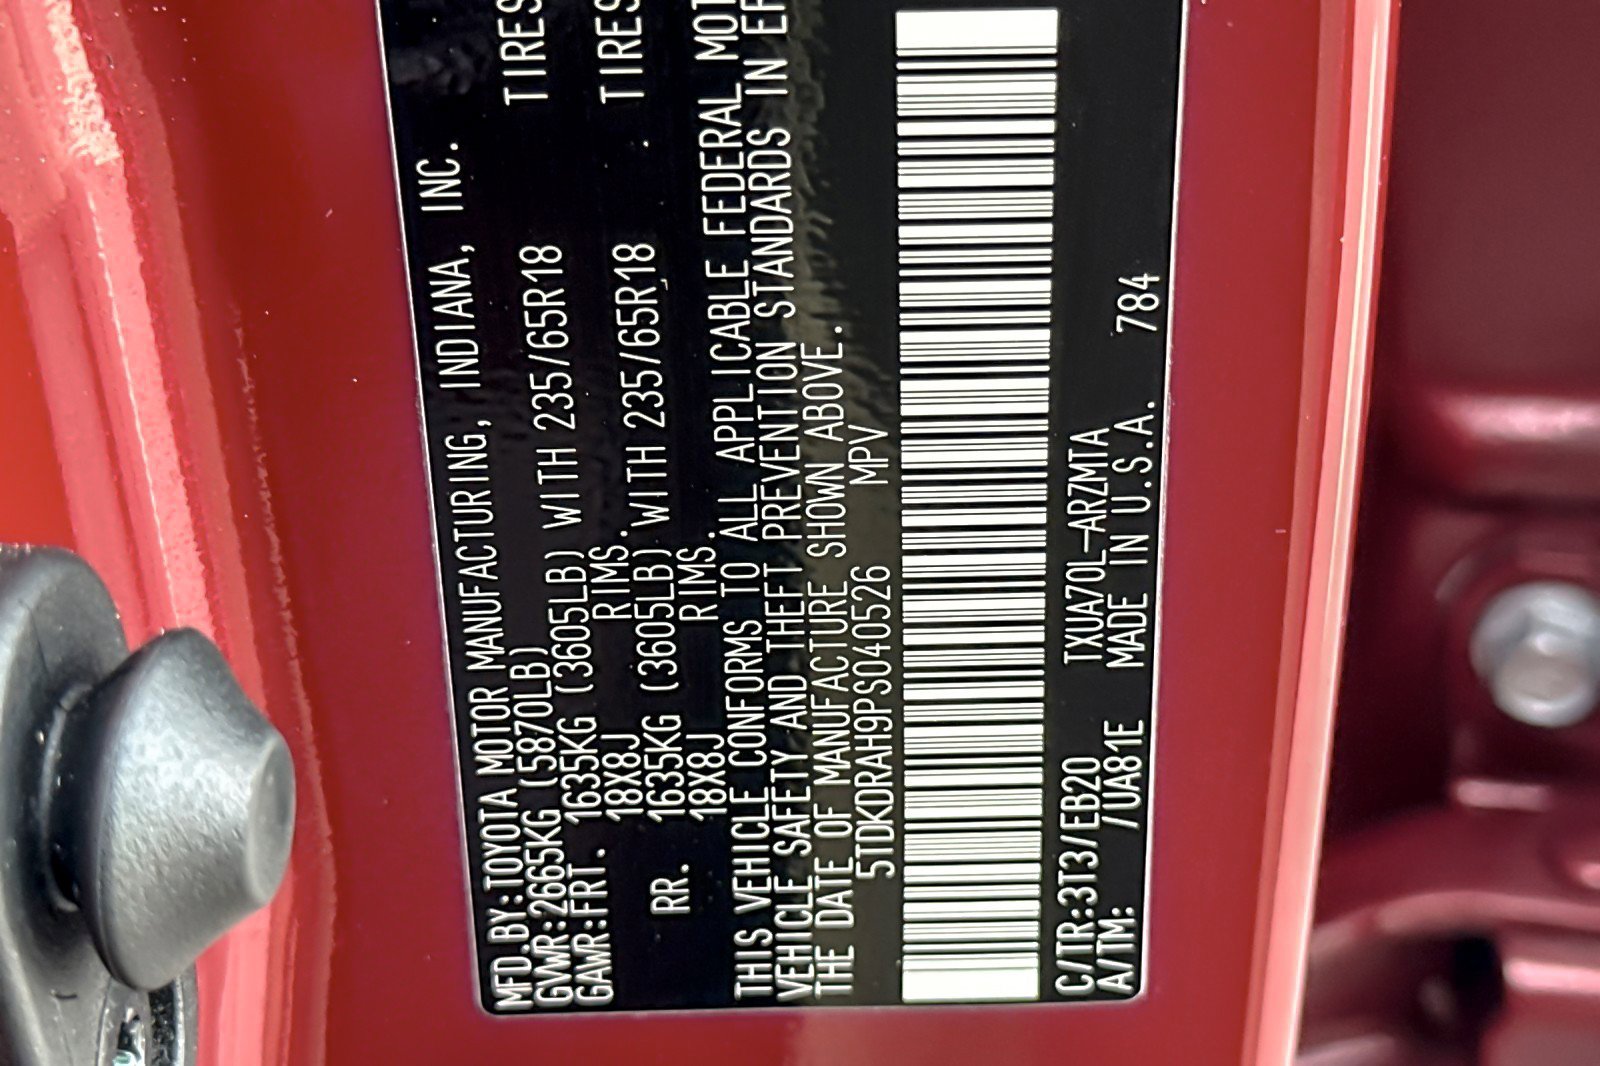 MFD.BY:TOYOTA MOTOR MANUFACTURING, INDIANA, INC.
GVWR:2665KG (5870LB)
GAWR:FRT. 1635KG (3605LB) WITH 235/65R18 TIRES
18X8J RIMS.
RR. 1635KG (3605LB) WITH 235/65R18 TIRES
18X8J RIMS.
THIS VEHICLE CONFORMS TO ALL APPLICABLE FEDERAL
VEHICLE SAFETY AND THEFT PREVENTION STANDARDS IN
THE DATE OF MANUFACTURE SHOWN ABOVE.
5TDKDRAH9PS040526 MPV
C/TR:3T3/EB20 TXUA70L-ARZMTA
A/TM: /UA81E MADE IN U.S.A. 784